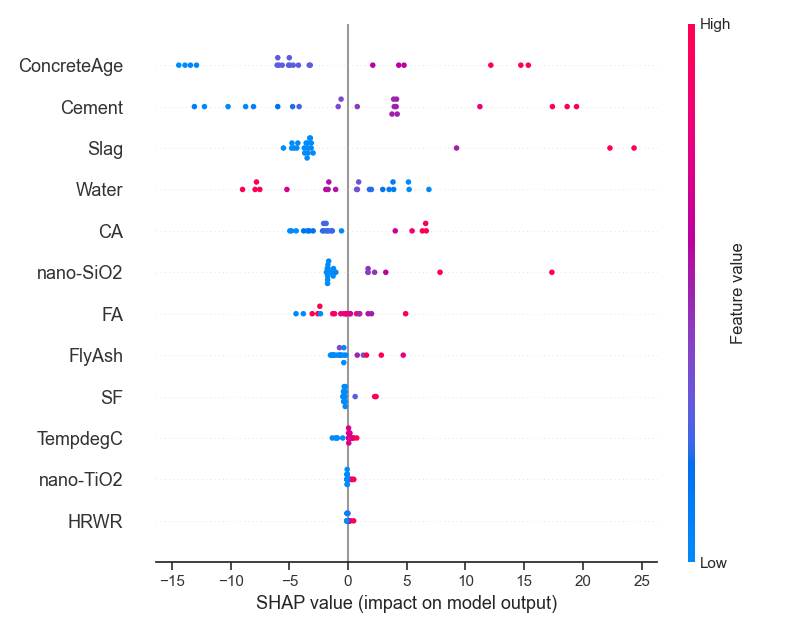 High
ConcreteAge
Cement
Slag
Water
CA
nano-SiO2
FA
FlyAsh
SF
TempdegC
nano-TiO2
HRWR
Feature value
Low
−15 −10 −5 0 5 10 15 20 25
SHAP value (impact on model output)